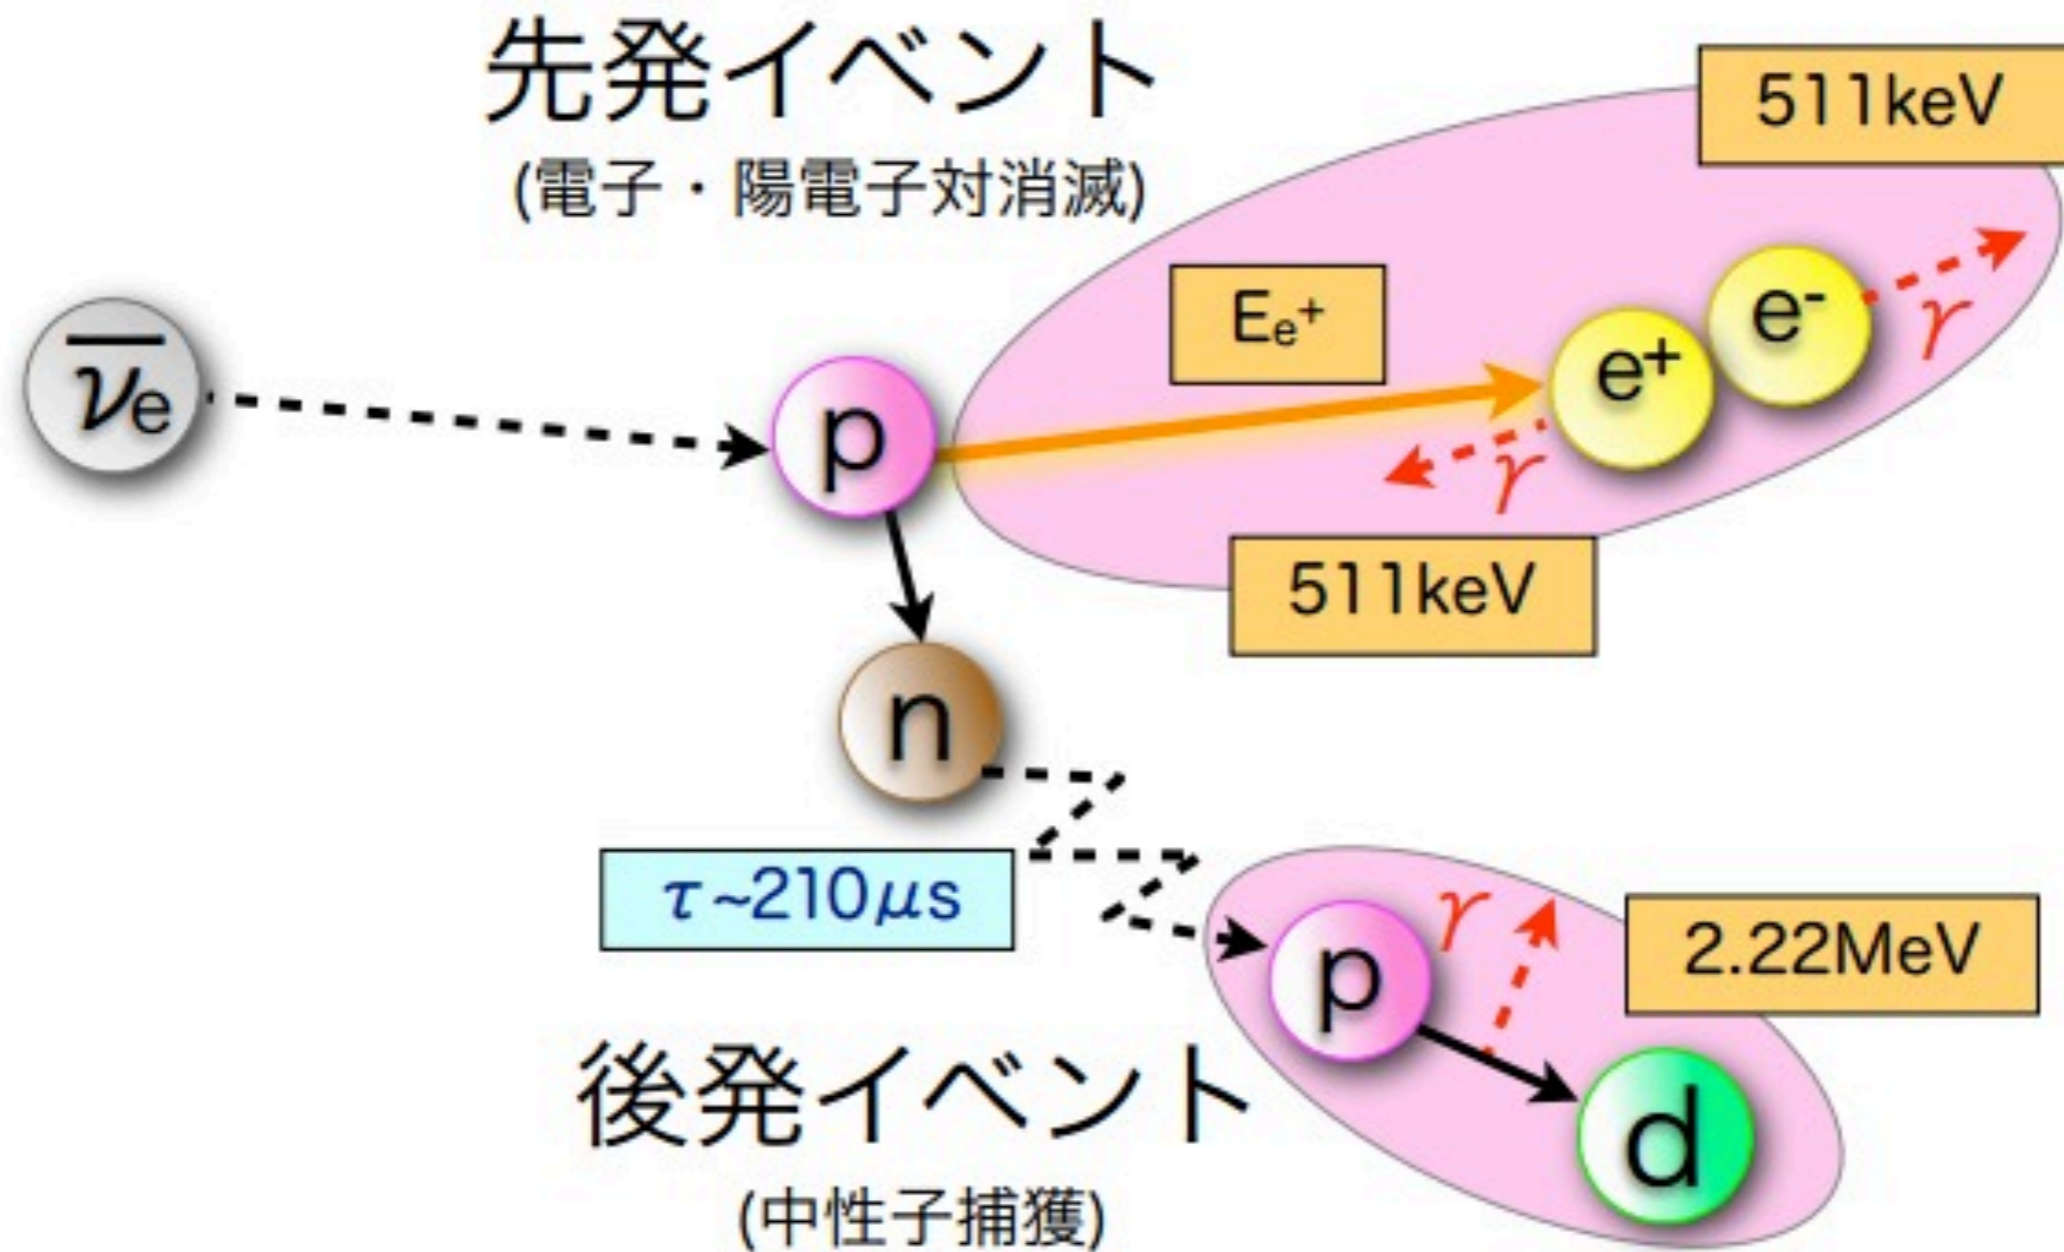 先発イベント
(電子・陽電子対消滅)
511keV
Ee+
e-
γ
ν̅e
p
e+
γ
511keV
n
τ~210μs
γ
2.22MeV
p
後発イベント
d
(中性子捕獲)